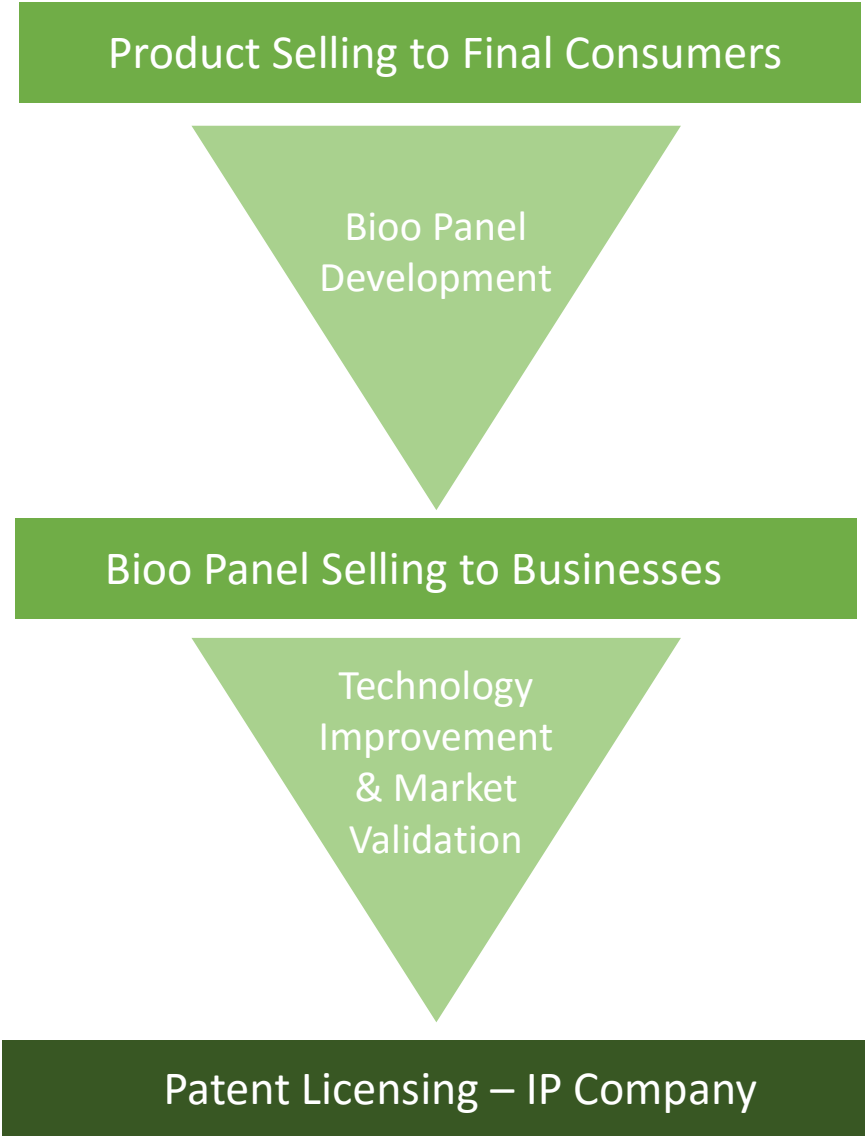 Product Selling to Final Consumers
Bioo Panel
Development
Bioo Panel Selling to Businesses
Technology
Improvement
& Market
Validation
Patent Licensing – IP Company